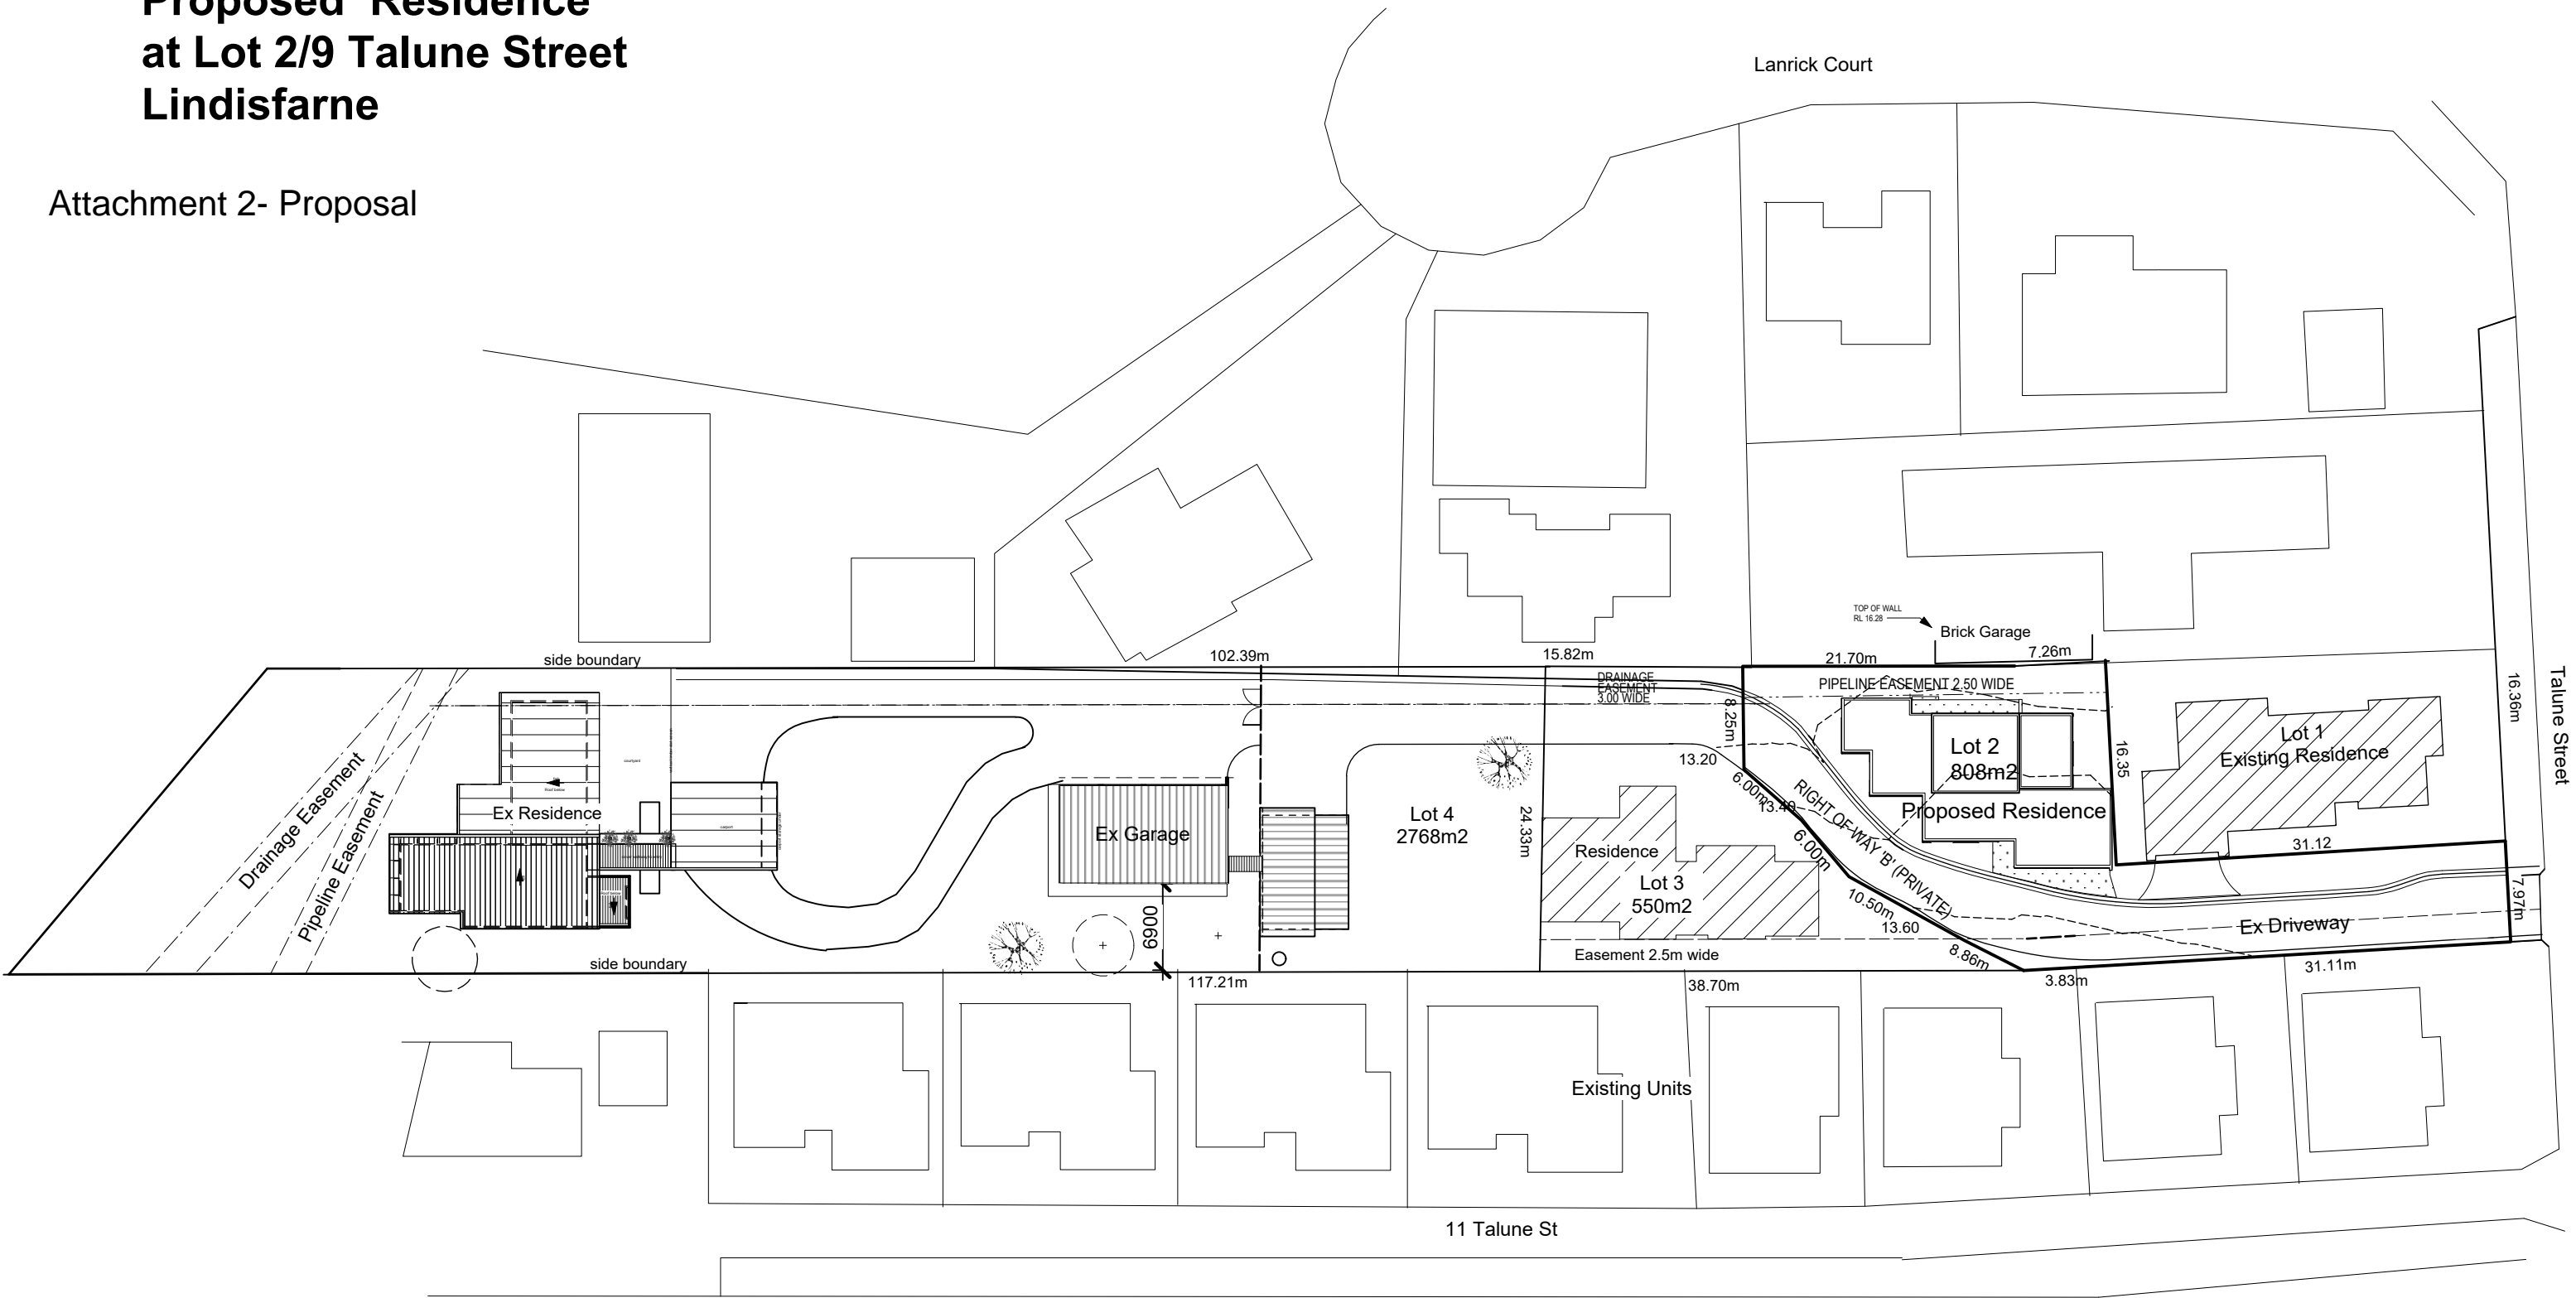 Proposed Residence
at Lot 2/9 Talune Street
Lindisfarne
Attachment 2- Proposal
Lanrick Court
TOP OF WALL
RL 16.28
Brick Garage
side boundary
102.39m
15.82m
21.70m
7.26m
DRAINAGE
EASEMENT
3.00 WIDE
PIPELINE EASEMENT 2.50 WIDE
16.36m
Talune Street
8.25m
Lot 2
808m2
16.35
Lot 1
Existing Residence
13.20
6.00m
13.40
RIGHT OF WAY 'B' (PRIVATE)
Proposed Residence
Drainage Easement
Pipeline Easement
Ex Residence
courtyard
carport
Ex Garage
Lot 4
2768m2
24.33m
Residence
6.00m
31.12
Lot 3
550m2
10.50m
13.60
7.97m
6900
Ex Driveway
side boundary
Easement 2.5m wide
8.86m
31.11m
117.21m
38.70m
3.83m
Existing Units
11 Talune St